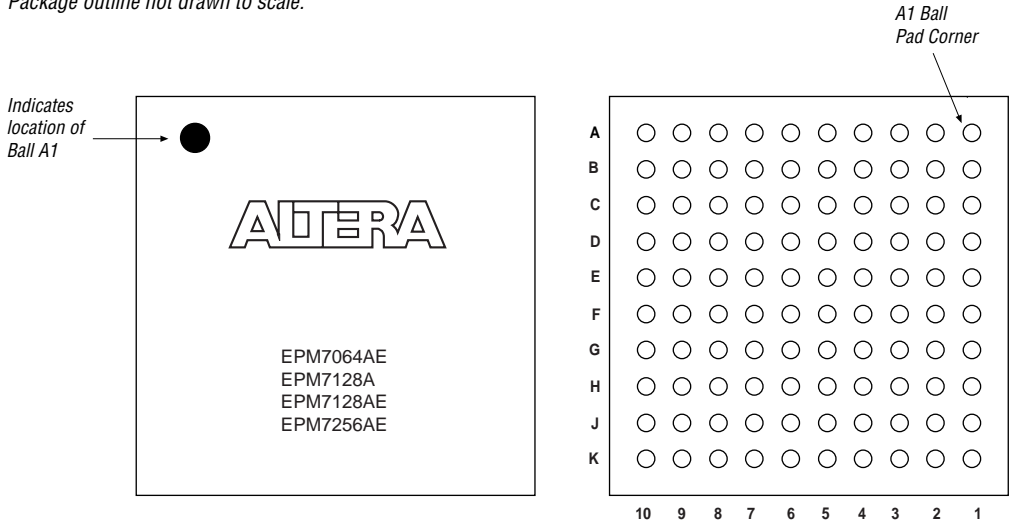 Package outline not drawn to scale.
A1 Ball
Pad Corner
Indicates
location of
Ball A1
ALTERA
EPM7064AE
EPM7128A
EPM7128AE
EPM7256AE
A
B
C
D
E
F
G
H
J
K
10 9 8 7 6 5 4 3 2 1